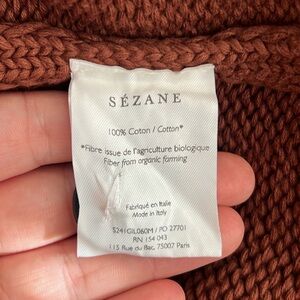 SÉZANE
100% Coton / Cotton*
*Fibre issue de l'agriculture biologique
Fiber from organic farming
Fabriqué en Italie
Made in Italy
S241GIL060M / PO 27701
RN 154 043
115 Rue du Bac, 75007 Paris